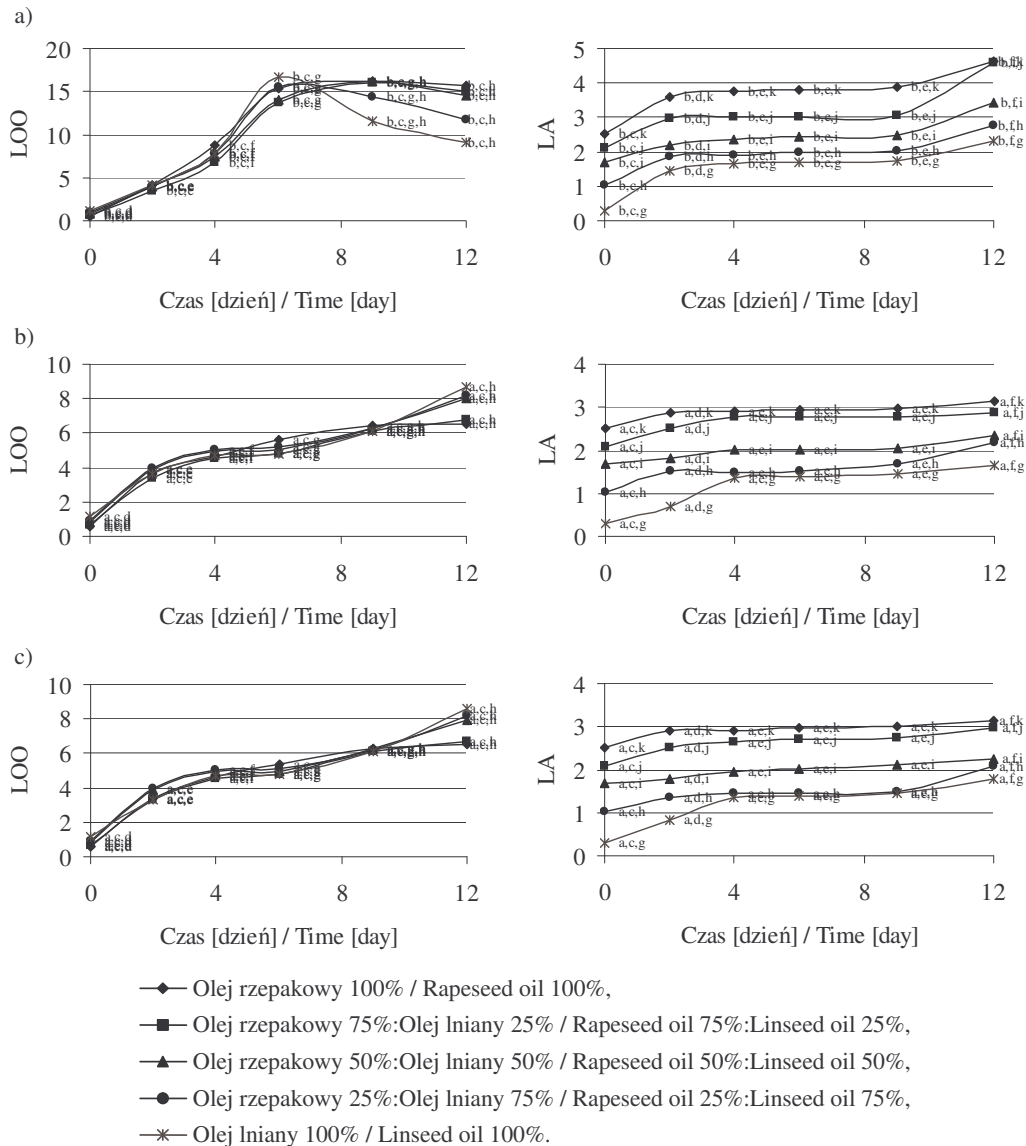 a)
LOO
20
15
10
5
0
0 4 8 12
Czas [dzień] / Time [day]
b,c,f
b,c,f
b,c,f
b,c,g
b,c,g
b,c,g
b,c,g,h
b,c,g,h
b,c,g,h
b,c,h
b,c,h
b,c,h
b,c,h
LA
5
4
3
2
1
0
0 4 8 12
Czas [dzień] / Time [day]
b,c,k b,d,k b,e,k b,e,k b,e,k
b,c,j b,d,j b,e,j b,e,j b,e,j
b,c,j b,d,i b,e,i b,e,i b,e,i b,f,i
b,c,h b,d,h b,e,h b,e,h b,e,h b,f,h
b,c,g b,d,g b,e,g b,e,g b,e,g b,f,g
b)
LOO
10
8
6
4
2
0
0 4 8 12
Czas [dzień] / Time [day]
a,c,d
a,c,e
a,c,g
a,c,g
a,c,g,h
a,c,h
a,c,h
a,c,h
LA
4
3
2
1
0
0 4 8 12
Czas [dzień] / Time [day]
a,c,k a,d,k a,e,k a,e,k a,e,k a,f,k
a,c,j a,d,j a,e,j a,e,j a,e,j a,f,j
a,c,i a,d,i a,e,i a,e,i a,e,i a,f,i
a,c,h a,d,h a,e,h a,e,h a,e,h a,f,h
a,c,g a,d,g a,e,g a,e,g a,e,g a,f,g
c)
LOO
10
8
6
4
2
0
0 4 8 12
Czas [dzień] / Time [day]
a,c,d
a,c,e
a,c,e
a,c,g
a,c,g,h
a,c,h
a,c,h
a,c,h
LA
4
3
2
1
0
0 4 8 12
Czas [dzień] / Time [day]
a,c,k a,d,k a,e,k a,e,k a,e,k a,f,k
a,c,j a,d,j a,e,j a,e,j a,e,j a,f,j
a,c,i a,d,i a,e,i a,e,i a,e,i a,f,i
a,c,h a,d,h a,e,h a,e,h a,e,h a,f,h
a,c,g a,d,g a,e,g a,e,g a,e,g a,f,g
Olej rzepakowy 100% / Rapeseed oil 100%,
Olej rzepakowy 75%:Olej lniany 25% / Rapeseed oil 75%:Linseed oil 25%,
Olej rzepakowy 50%:Olej lniany 50% / Rapeseed oil 50%:Linseed oil 50%,
Olej rzepakowy 25%:Olej lniany 75% / Rapeseed oil 25%:Linseed oil 75%,
Olej lniany 100% / Linseed oil 100%.